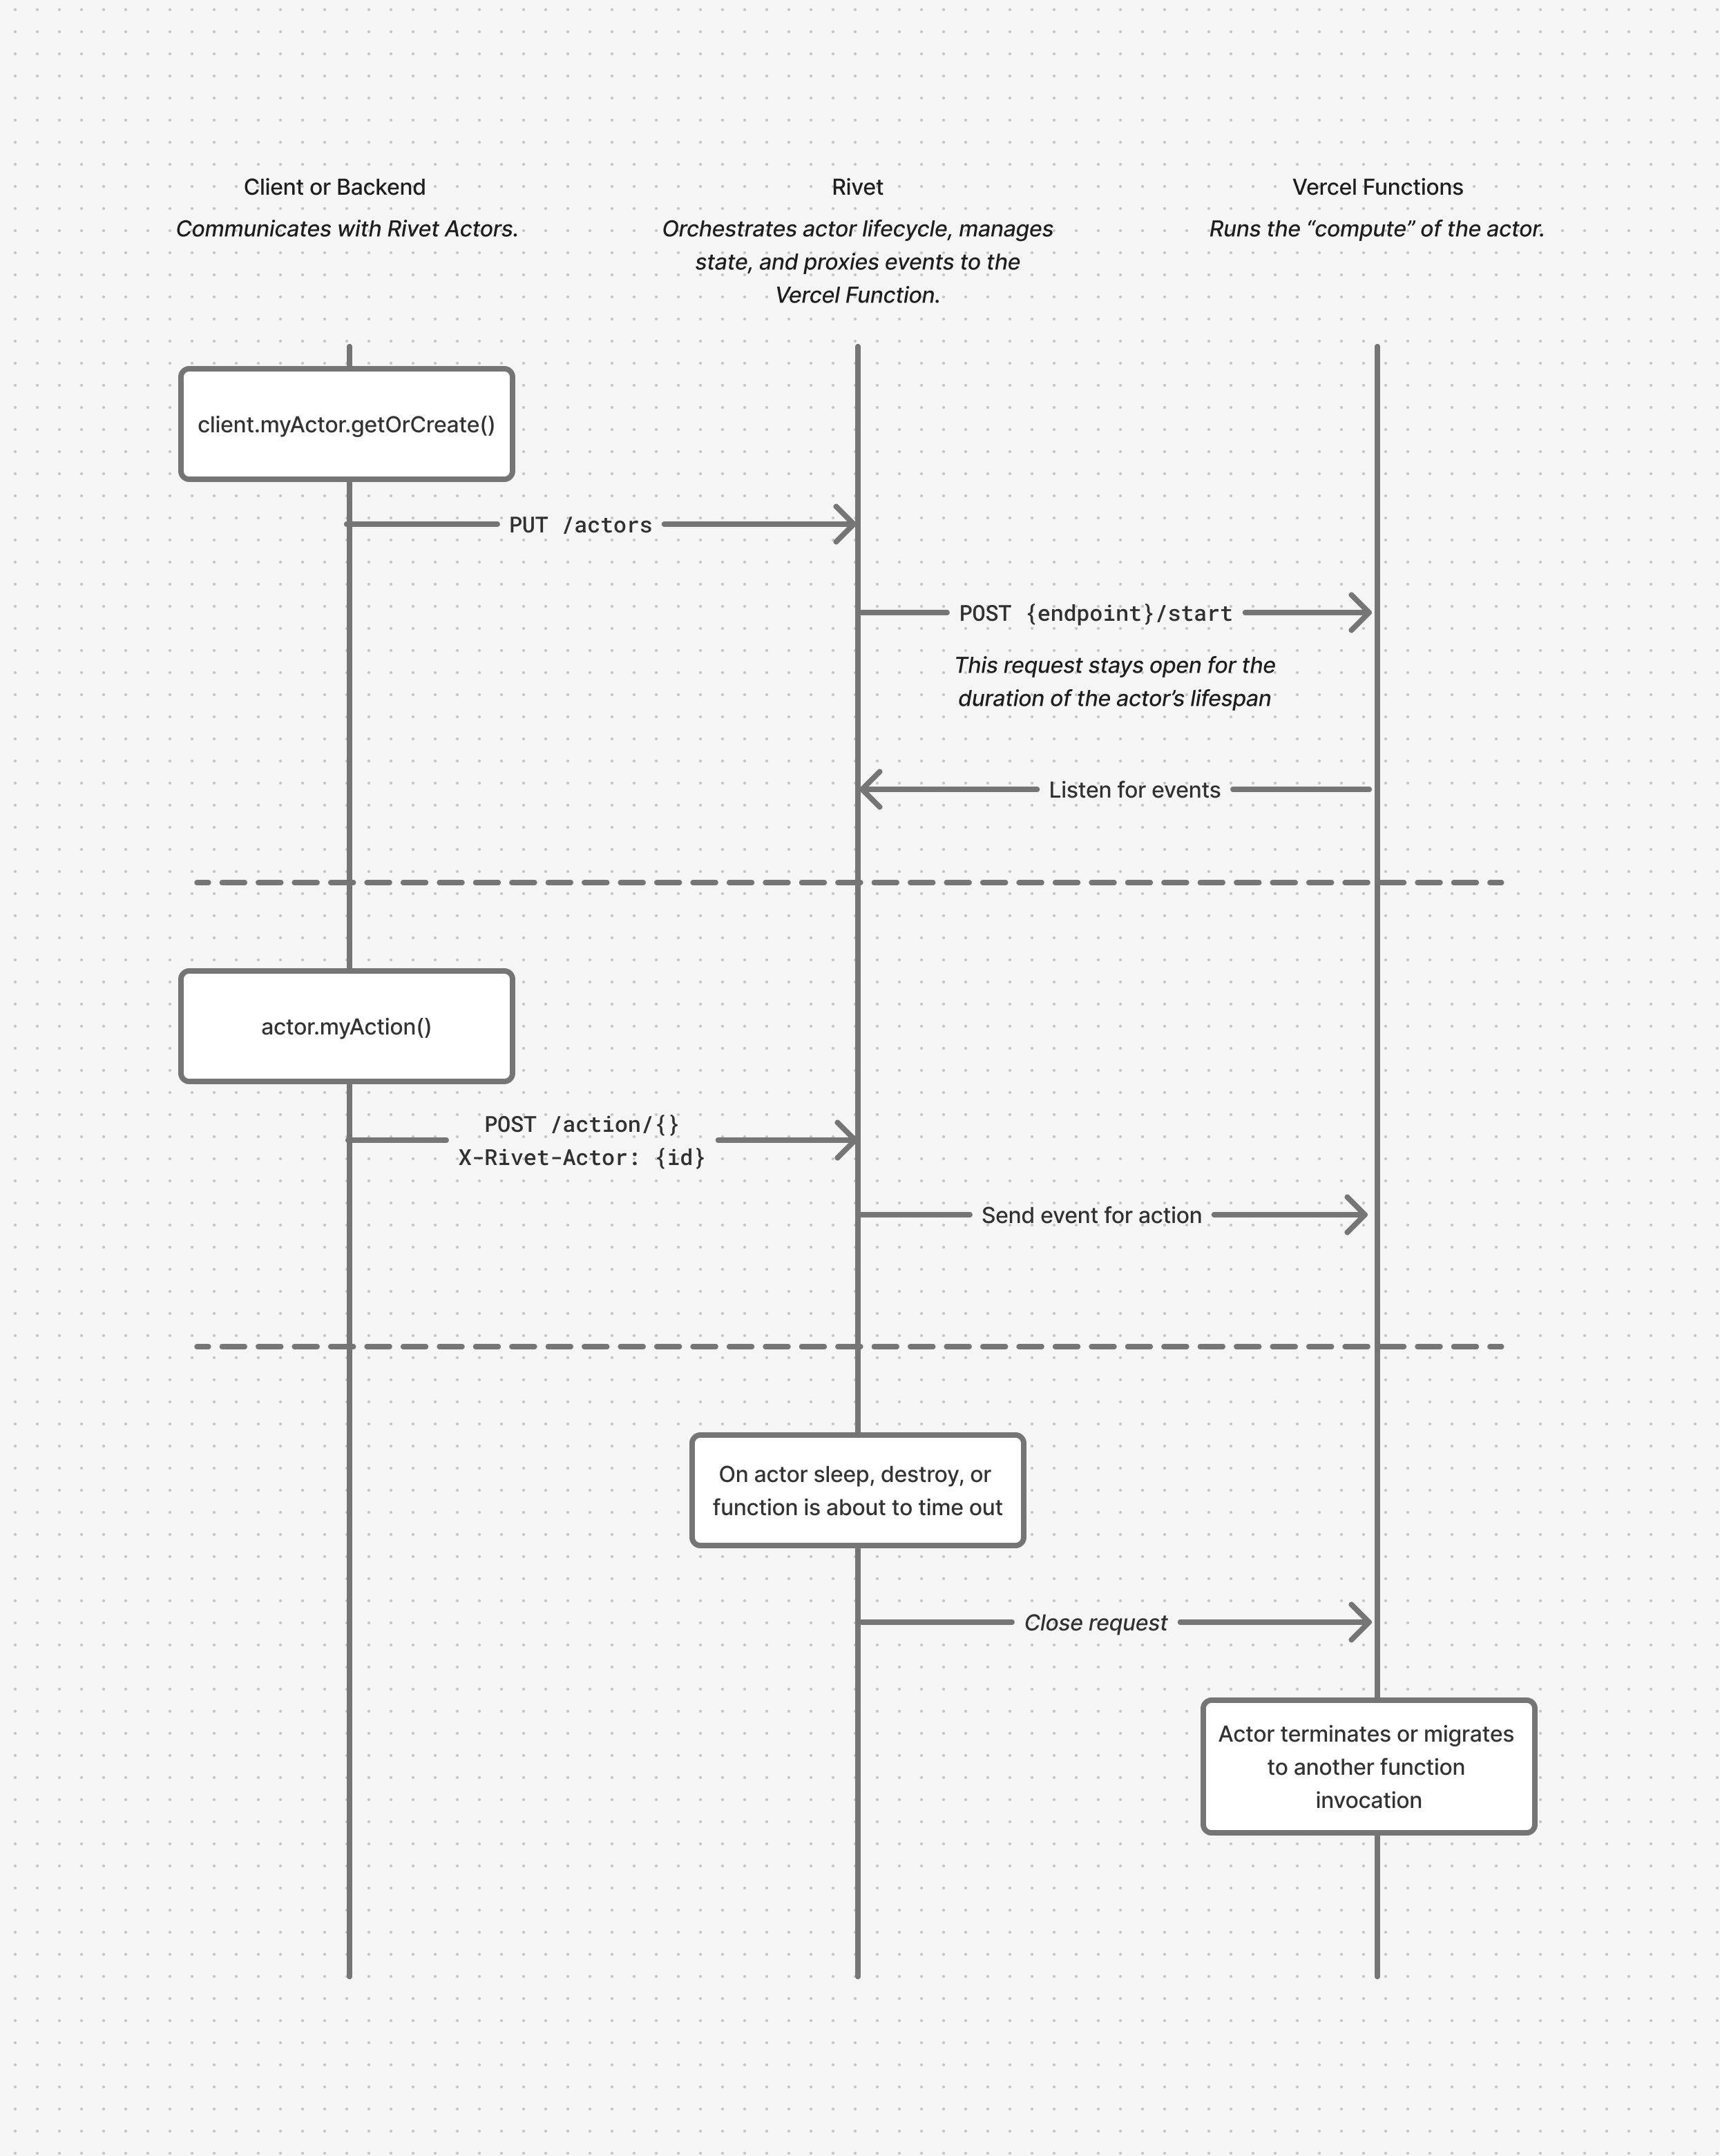 Client or Backend
Communicates with Rivet Actors.
Rivet
Orchestrates actor lifecycle, manages
state, and proxies events to the
Vercel Function.
Vercel Functions
Runs the “compute” of the actor.
client.myActor.getOrCreate()
PUT /actors
POST {endpoint}/start
This request stays open for the
duration of the actor’s lifespan
Listen for events
actor.myAction()
POST /action/{}
X-Rivet-Actor: {id}
Send event for action
On actor sleep, destroy, or
function is about to time out
Close request
Actor terminates or migrates
to another function
invocation